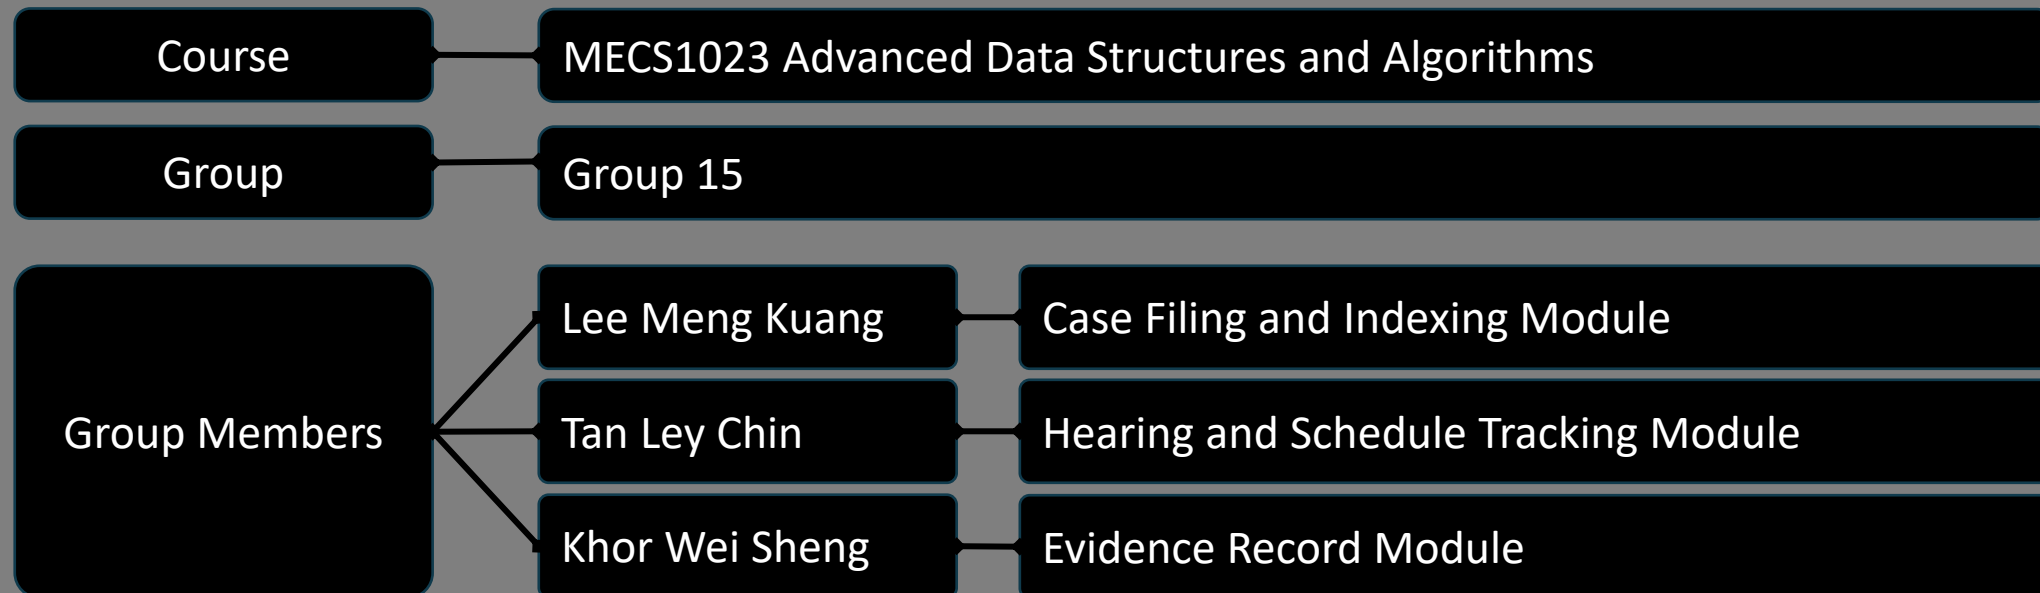 Course
MECS1023 Advanced Data Structures and Algorithms
Group
Group 15
Group Members
Lee Meng Kuang
Case Filing and Indexing Module
Tan Ley Chin
Hearing and Schedule Tracking Module
Khor Wei Sheng
Evidence Record Module